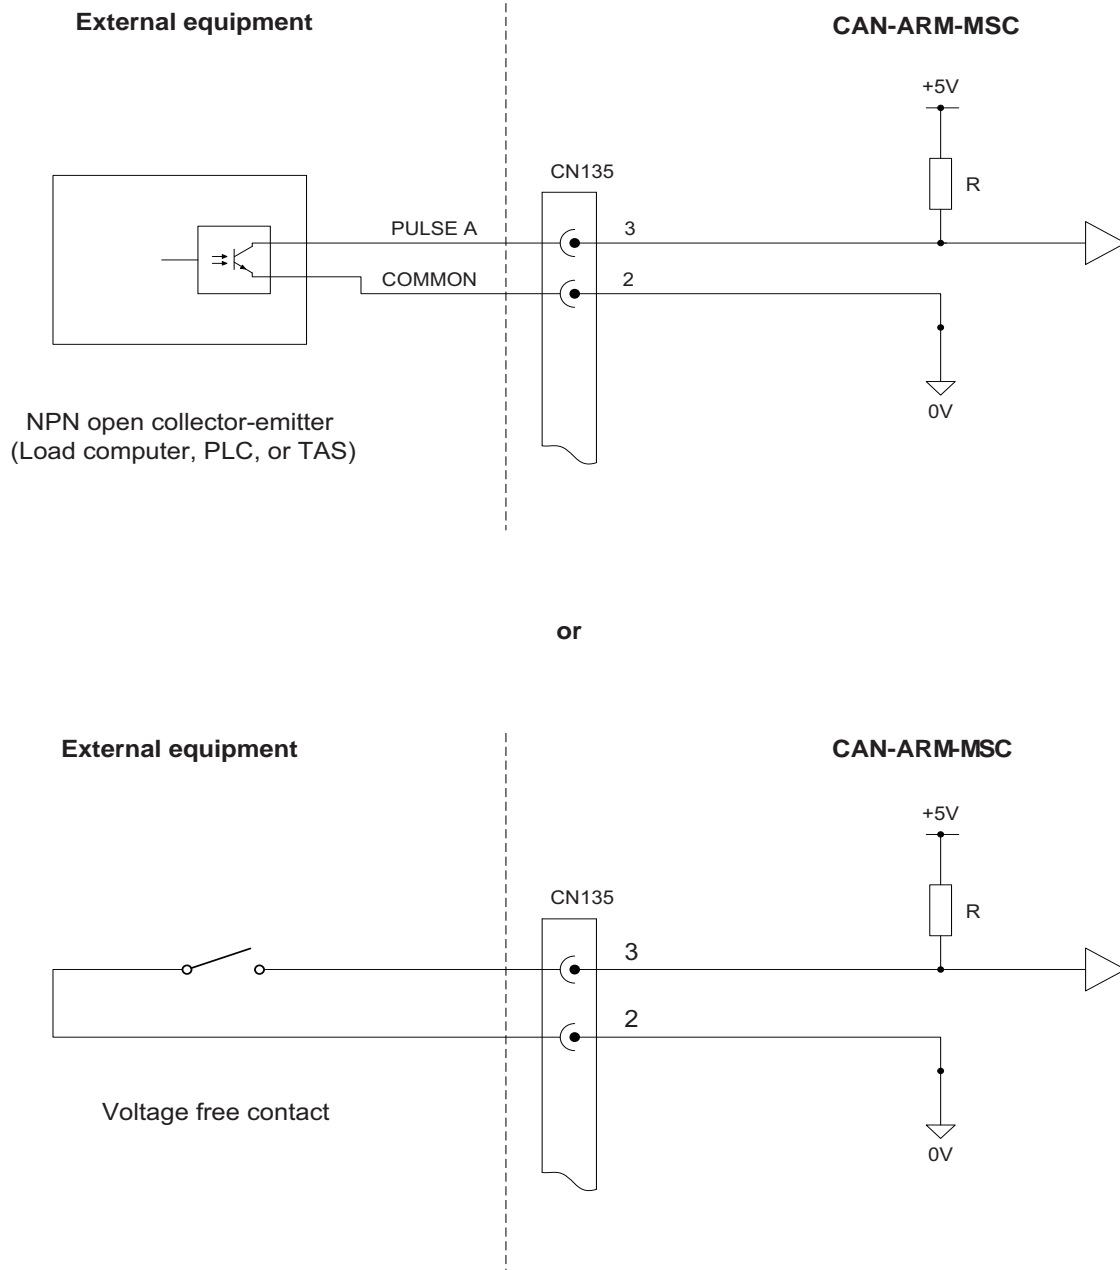 External equipment
CAN-ARM-MSC
+5V
CN135
R
PULSE A
3
COMMON
2
0V
NPN open collector-emitter
(Load computer, PLC, or TAS)
or
External equipment
CAN-ARM-MSC
+5V
CN135
R
3
2
Voltage free contact
0V